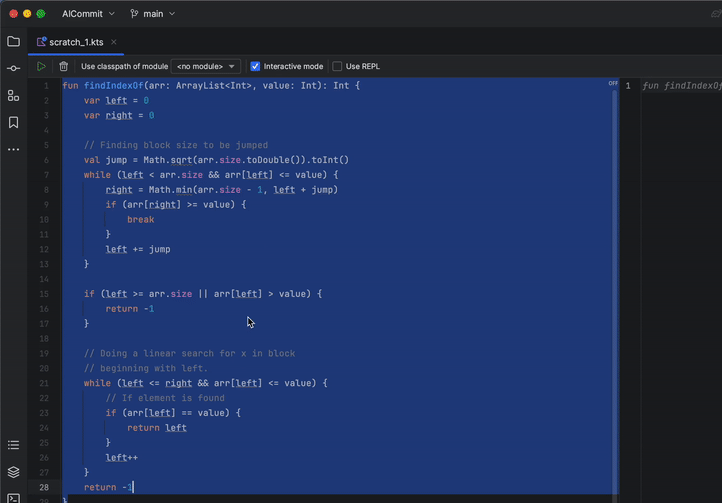 AICommit
main
scratch_1.kts
Use classpath of module
<no module>
Interactive mode
Use REPL
OFF
1 fun findIndexOf(arr: ArrayList<Int>, value: Int): Int {
2 var left = 0
3 var right = 0
4
5 // Finding block size to be jumped
6 val jump = Math.sqrt(arr.size.toDouble()).toInt()
7 while (left < arr.size && arr[left] <= value) {
8 right = Math.min(arr.size - 1, left + jump)
9 if (arr[right] >= value) {
10 break
11 }
12 left += jump
13 }
14
15 if (left >= arr.size || arr[left] > value) {
16 return -1
17 }
18
19 // Doing a linear search for x in block
20 // beginning with left.
21 while (left <= right && arr[left] <= value) {
22 // If element is found
23 if (arr[left] == value) {
24 return left
25 }
26 left++
27 }
28 return -1
29 }
1 fun findIndexOf